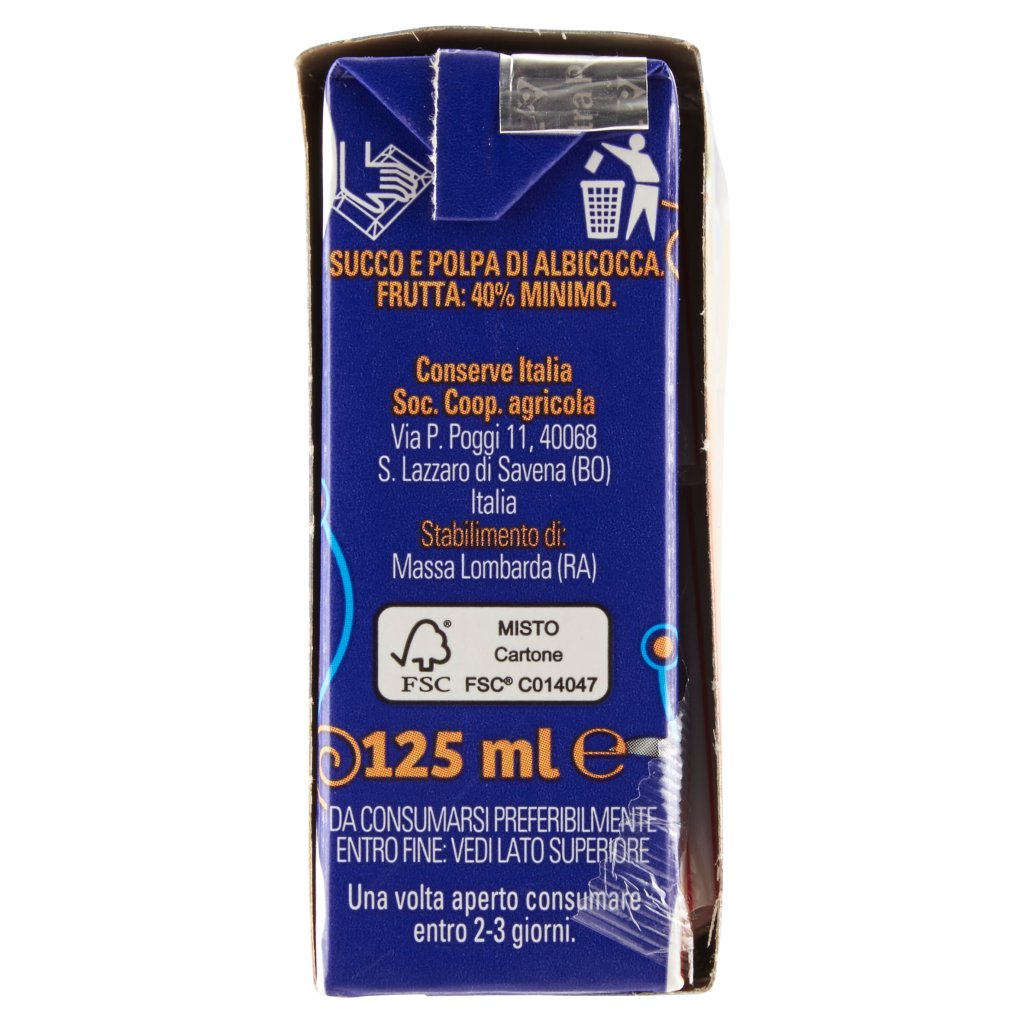 SUCCO E POLPA DI ALBICOCCA.
FRUTTA: 40% MINIMO.
Conserve Italia
Soc. Coop. agricola
Via P. Poggi 11, 40068
S. Lazzaro di Savena (BO)
Italia
Stabilimento di:
Massa Lombarda (RA)
MISTO
Cartone
FSC® C014047
FSC
125 ml ℮
DA CONSUMARSI PREFERIBILMENTE
ENTRO FINE: VEDI LATO SUPERIORE
Una volta aperto consumare
entro 2-3 giorni.